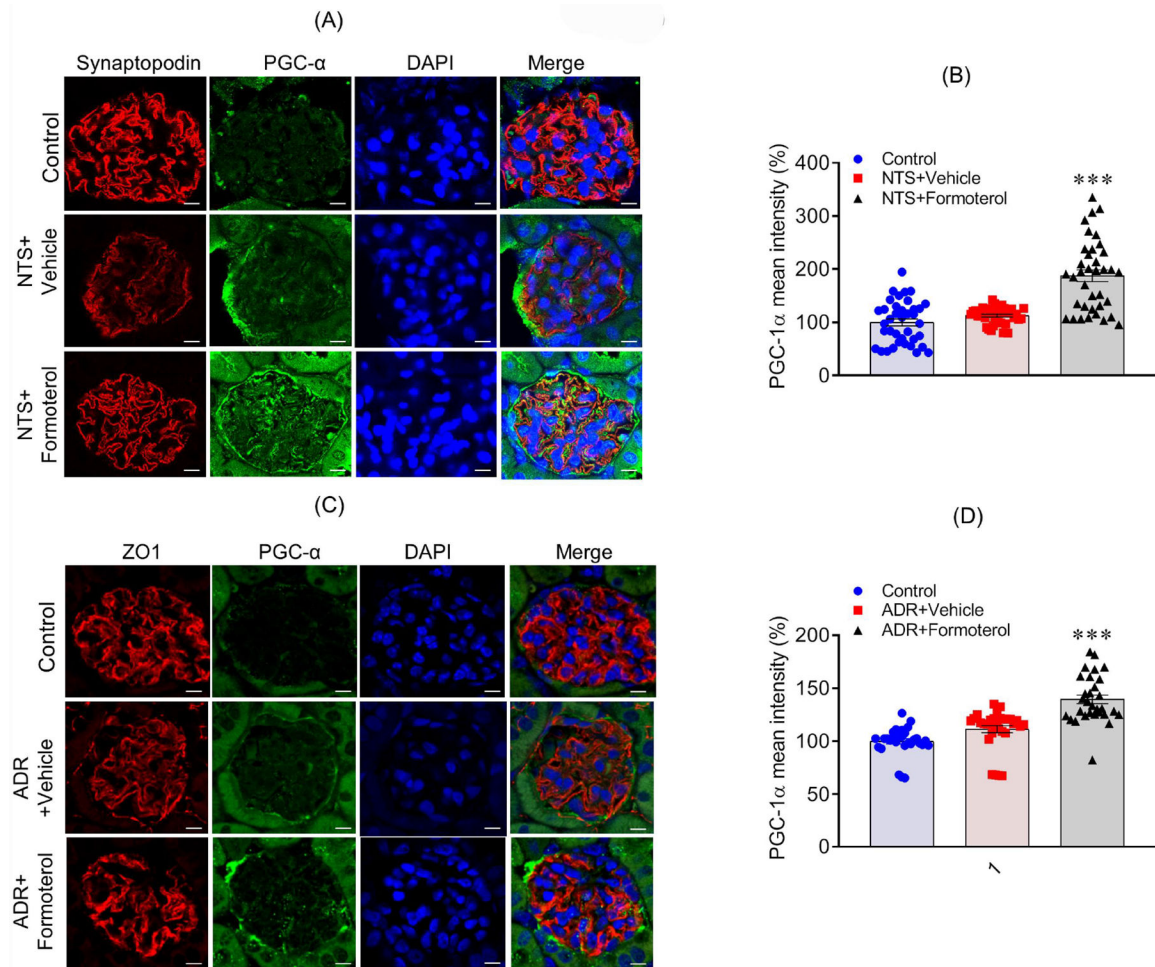 (A)
Synaptopodin PGC-α DAPI Merge
Control
NTS+
Vehicle
NTS+
Formoterol
(B)
PGC-1α mean intensity (%)
400
300
200
100
0
Control
NTS+Vehicle
NTS+Formoterol
***
(C)
ZO1 PGC-α DAPI Merge
Control
ADR
+Vehicle
ADR+
Formoterol
(D)
PGC-1α mean intensity (%)
200
150
100
50
0
Control
ADR+Vehicle
ADR+Formoterol
***
1